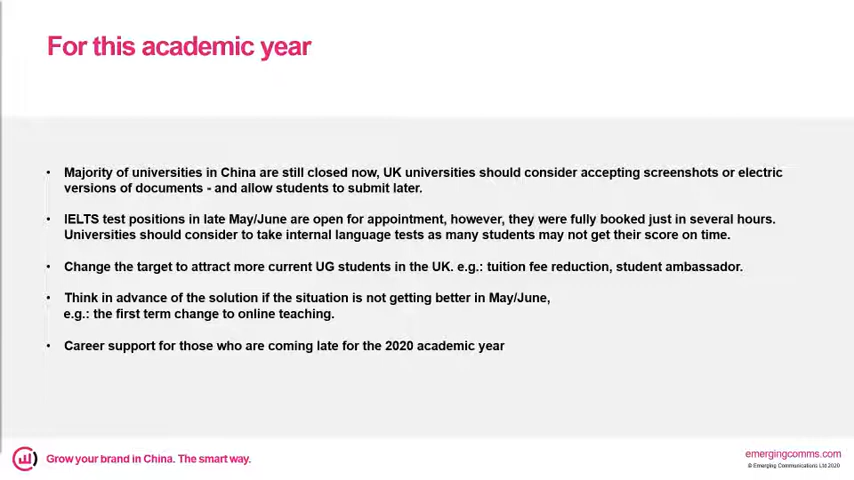 For this academic year
• Majority of universities in China are still closed now, UK universities should consider accepting screenshots or electric
versions of documents - and allow students to submit later.
• IELTS test positions in late May/June are open for appointment, however, they were fully booked just in several hours.
Universities should consider to take internal language tests as many students may not get their score on time.
• Change the target to attract more current UG students in the UK. e.g.: tuition fee reduction, student ambassador.
• Think in advance of the solution if the situation is not getting better in May/June,
e.g.: the first term change to online teaching.
• Career support for those who are coming late for the 2020 academic year
Grow your brand in China. The smart way.
emergingcomms.com
© Emerging Communications Ltd 2020